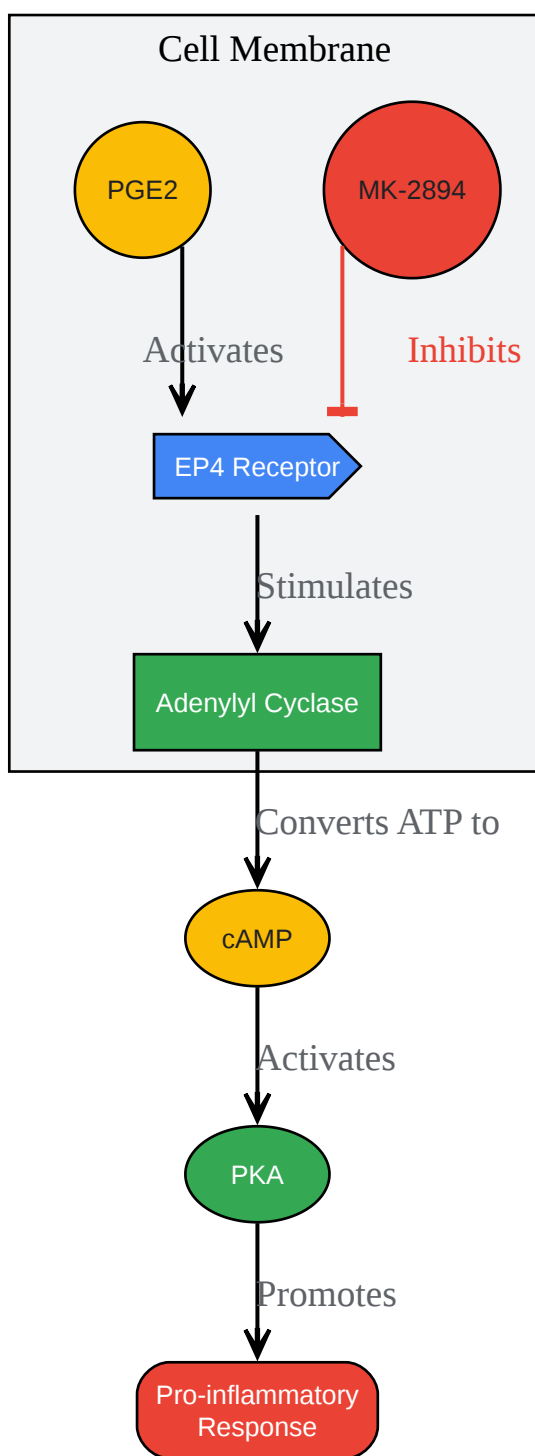 Cell Membrane
PGE2
MK-2894
Activates
Inhibits
EP4 Receptor
Stimulates
Adenylyl Cyclase
Converts ATP to
cAMP
Activates
PKA
Promotes
Pro-inflammatory
Response